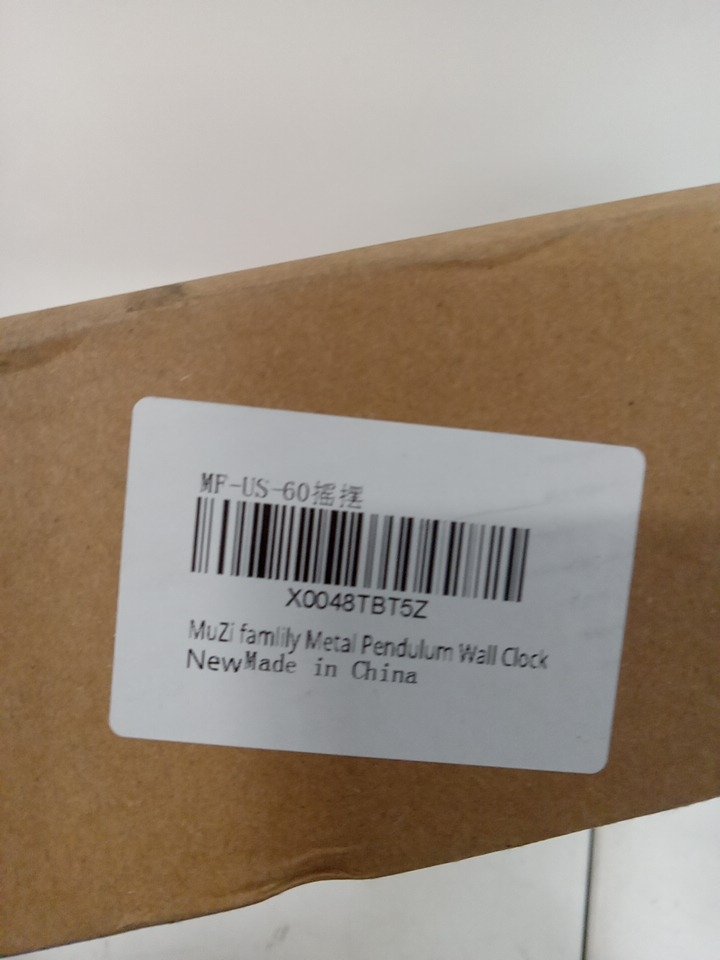 MF-US-60摇摆
X0048TBT5Z
MuZi famlily Metal Pendulum Wall Clock
NewMade in China